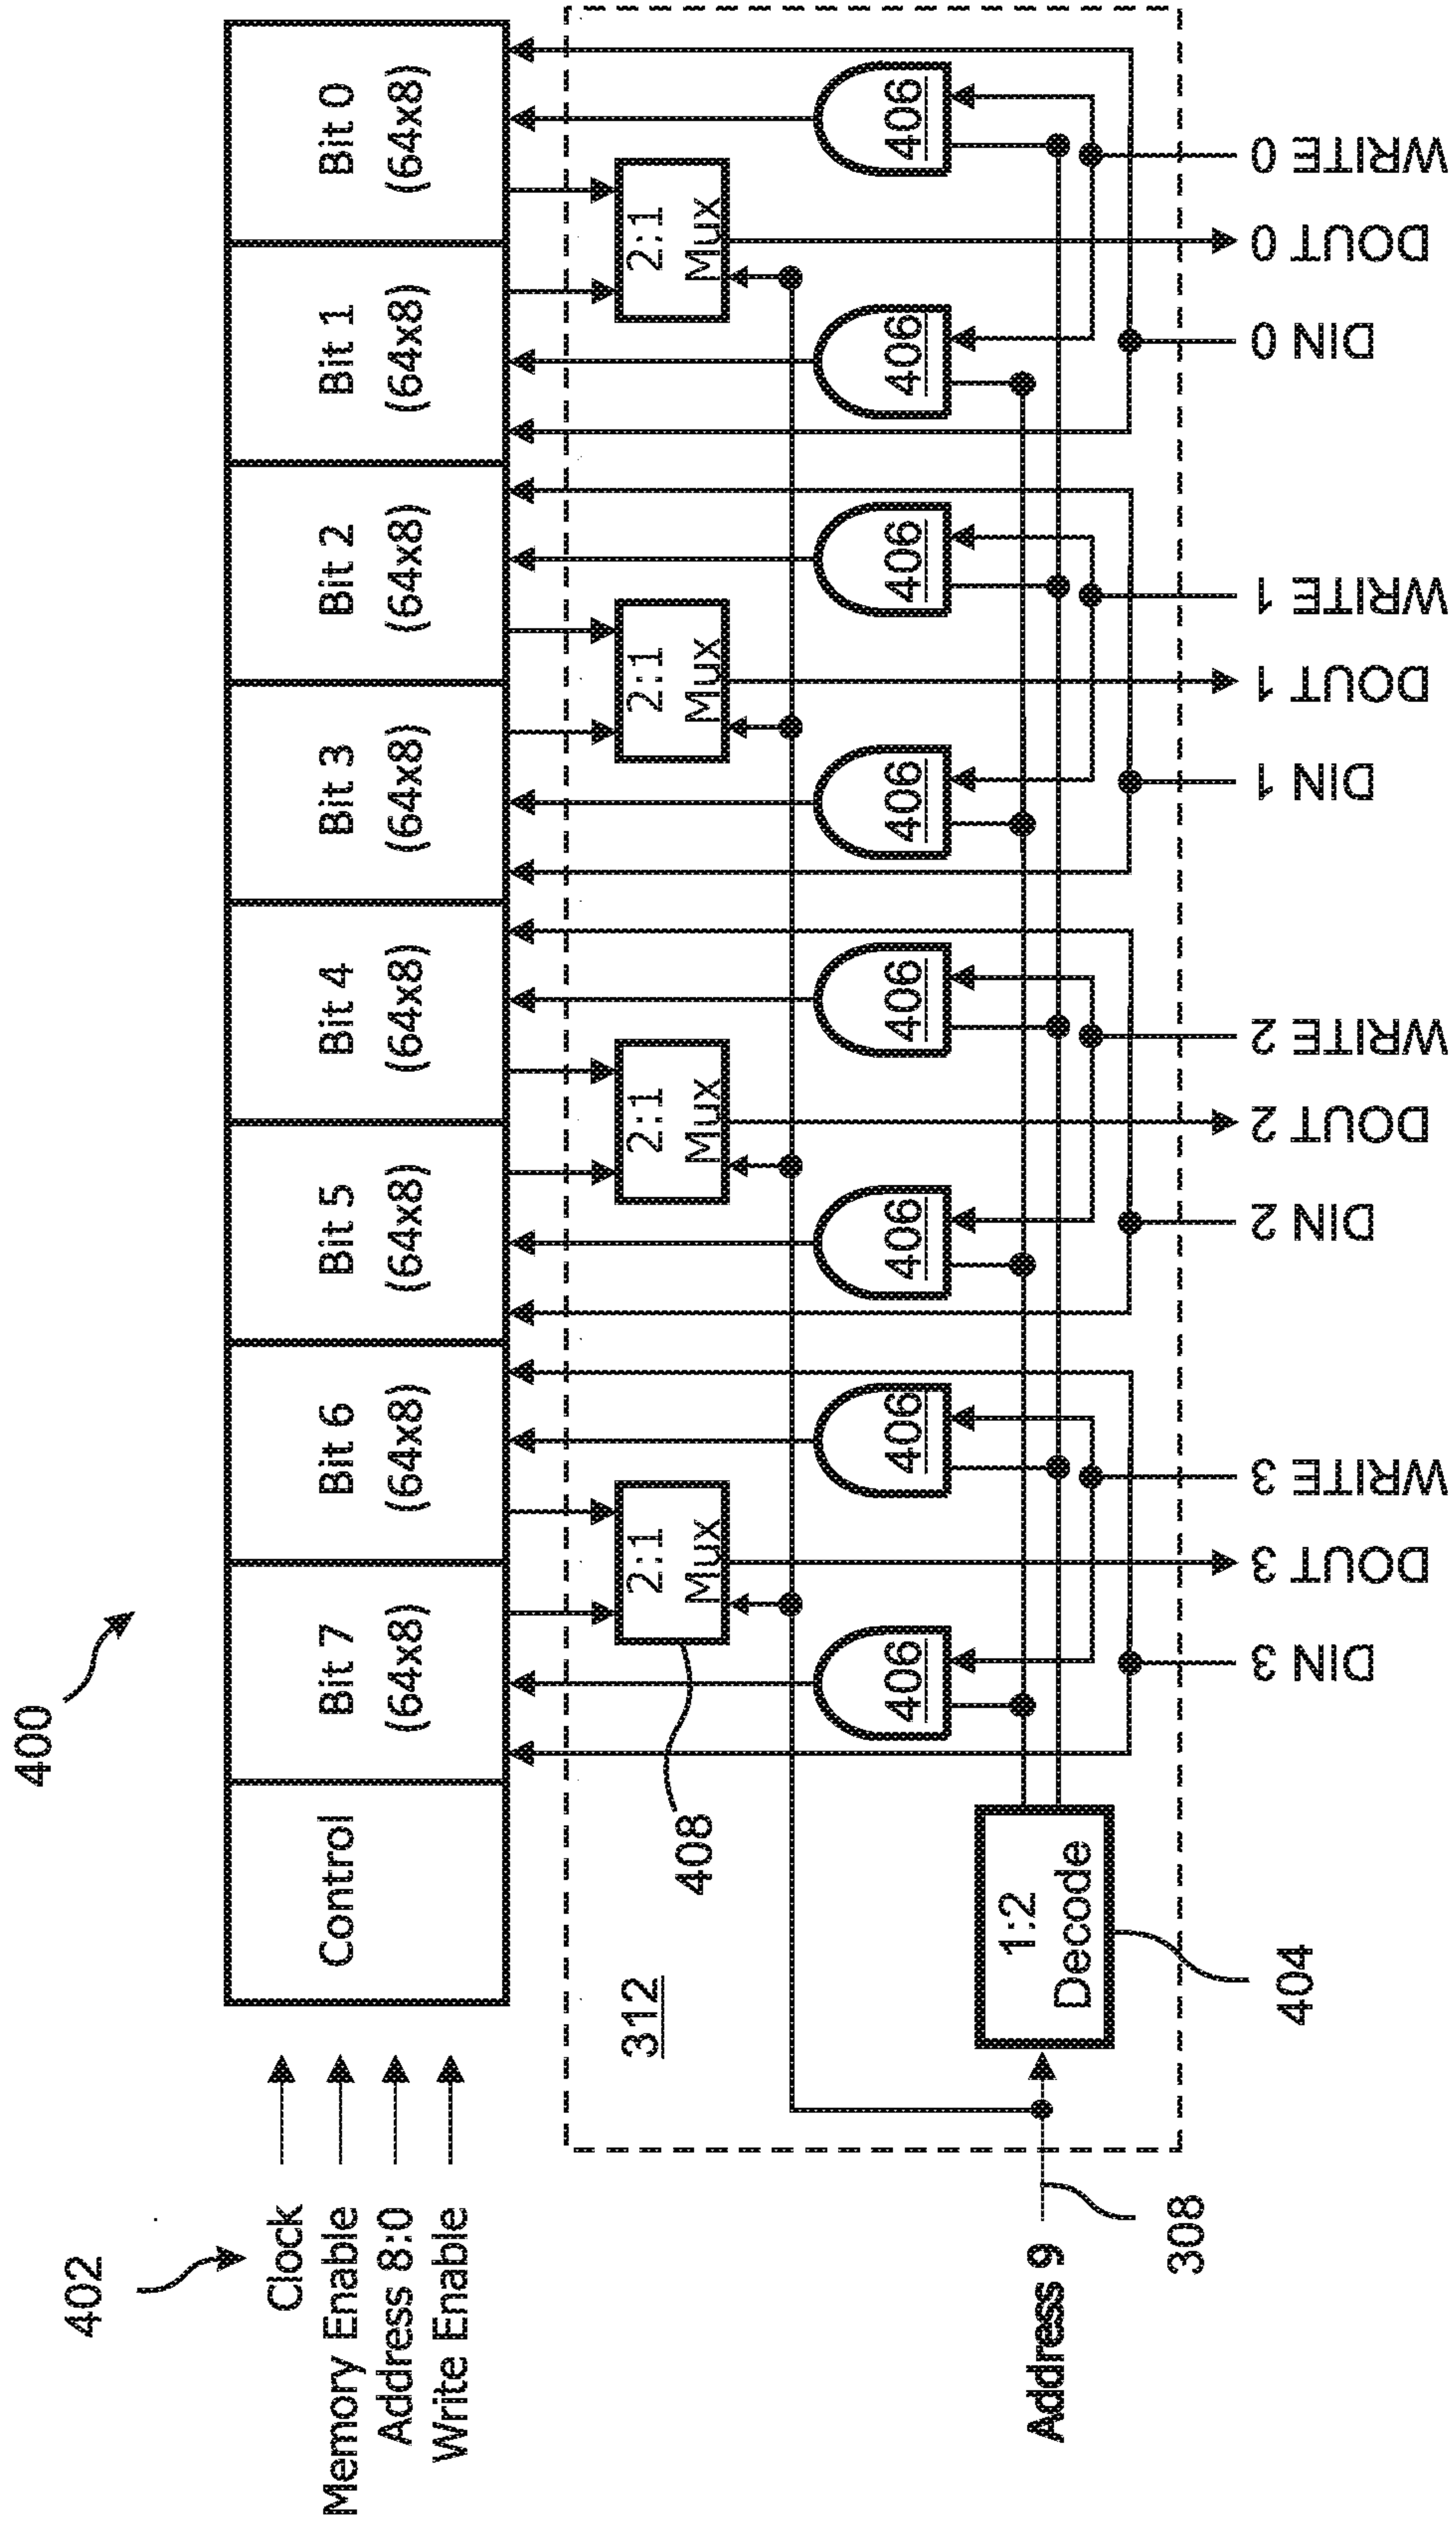 400
402
Clock
Memory Enable
Address 8:0
Write Enable
Control
Bit 7
(64x8)
Bit 6
(64x8)
Bit 5
(64x8)
Bit 4
(64x8)
Bit 3
(64x8)
Bit 2
(64x8)
Bit 1
(64x8)
Bit 0
(64x8)
312
408
2:1
Mux
2:1
Mux
2:1
Mux
2:1
Mux
406
406
406
406
406
406
406
406
Address 9
308
1:2
Decode
404
DIN 3
DOUT 3
WRITE 3
DIN 2
DOUT 2
WRITE 2
DIN 1
DOUT 1
WRITE 1
DIN 0
DOUT 0
WRITE 0